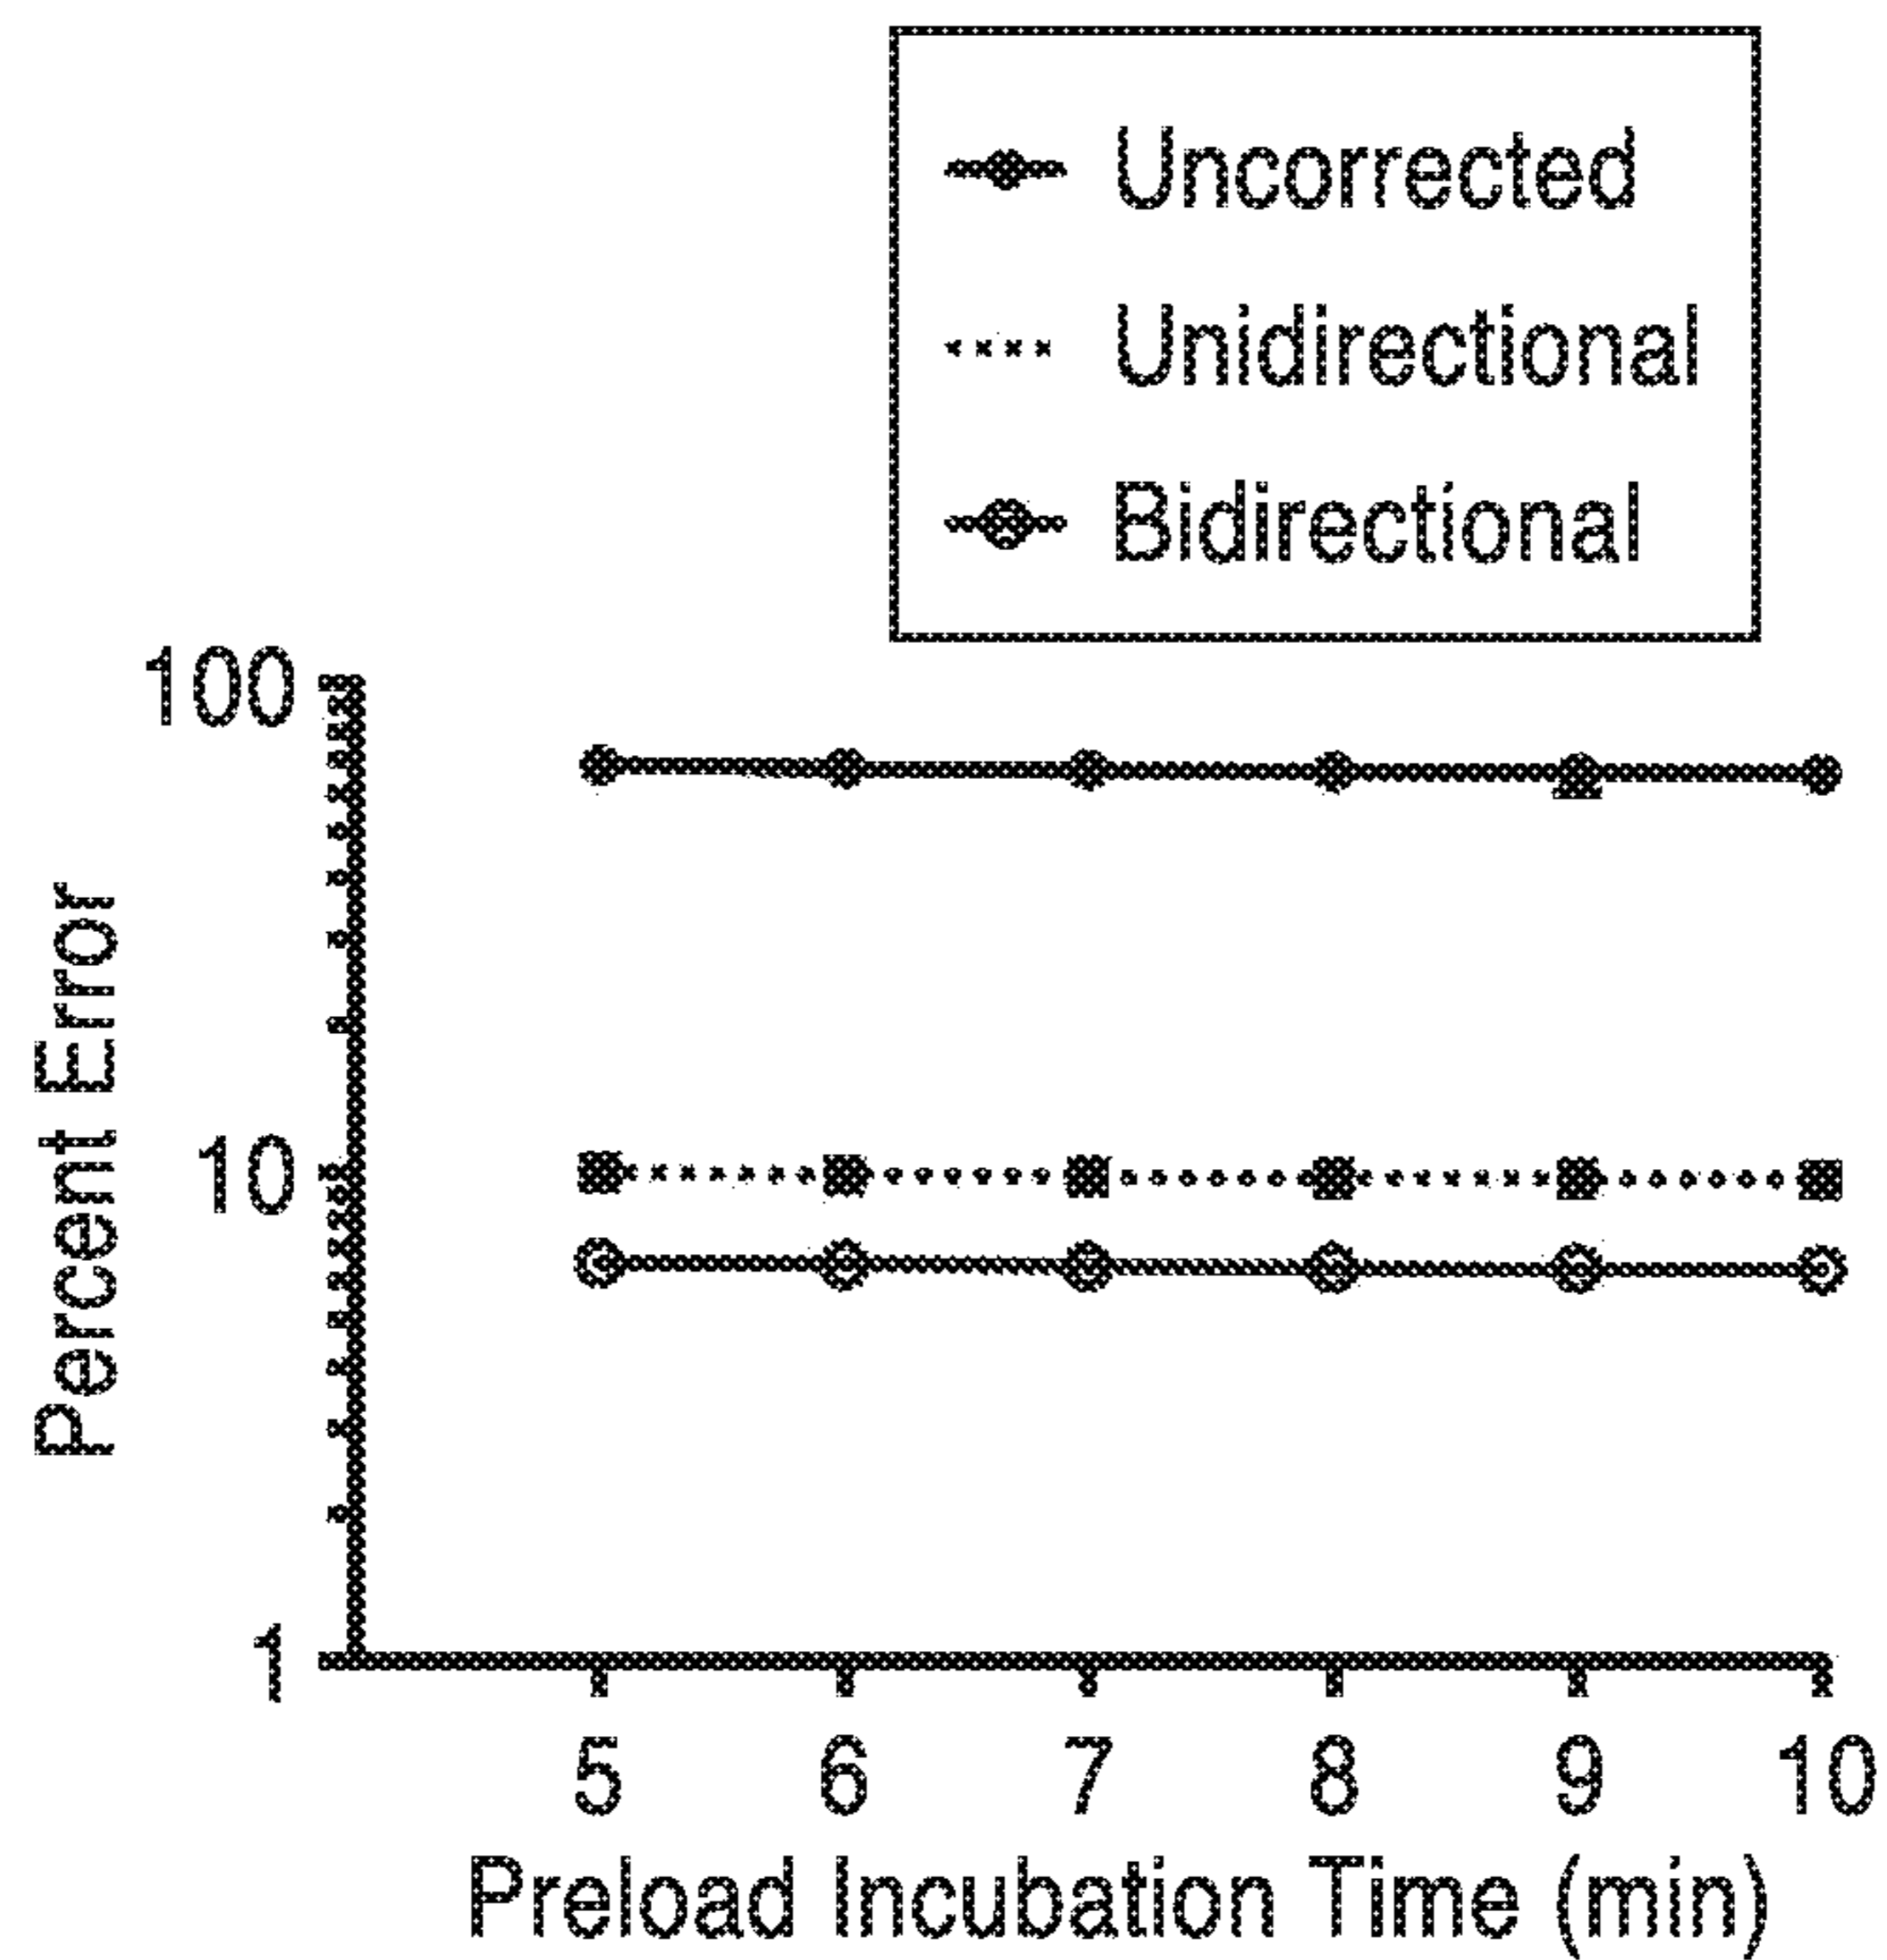 Uncorrected
Unidirectional
Bidirectional
100
10
1
Percent Error
5 6 7 8 9 10
Preload Incubation Time (min)